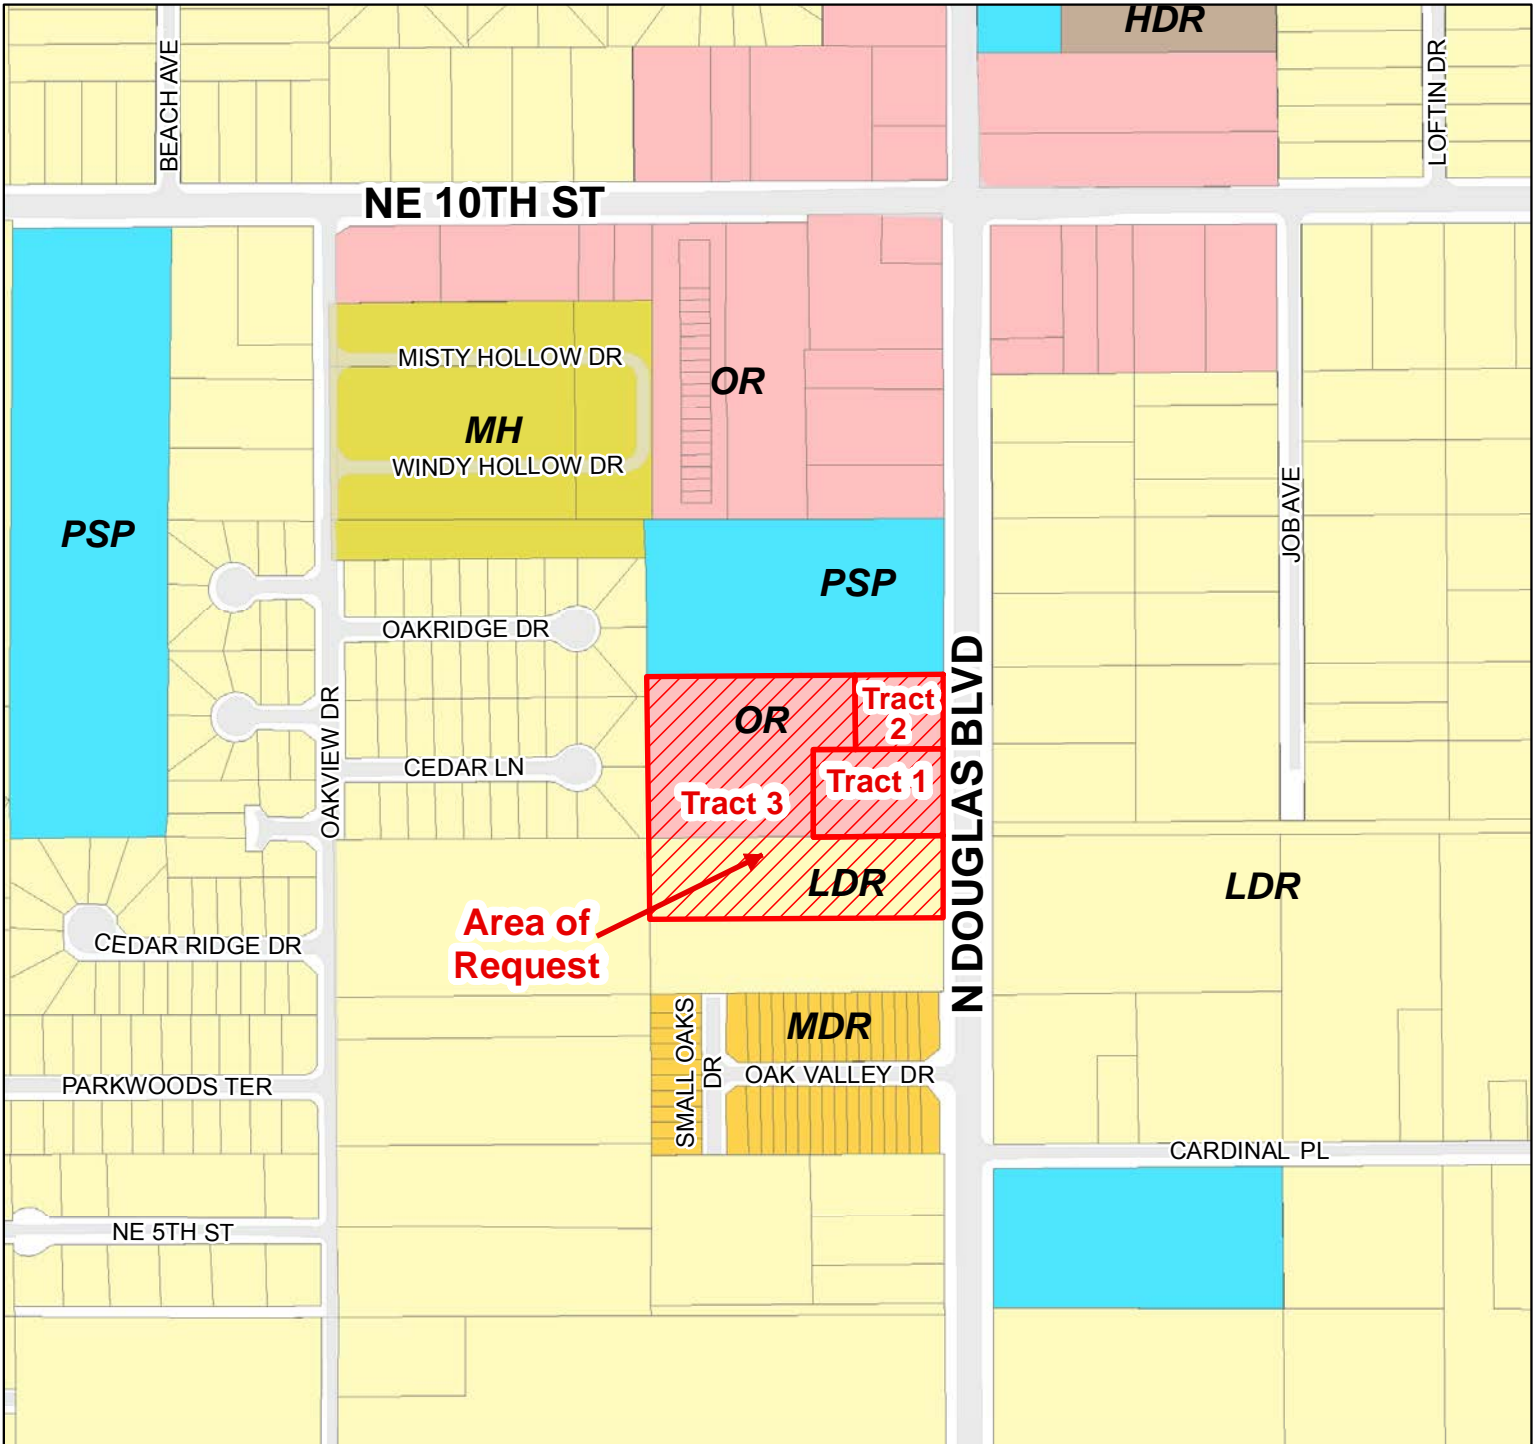 HDR
BEACH AVE
LOFTIN DR
NE 10TH ST
MISTY HOLLOW DR
OR
MH
WINDY HOLLOW DR
PSP
JOB AVE
PSP
OAKRIDGE DR
N DOUGLAS BLVD
OAKVIEW DR
OR
Tract
2
CEDAR LN
Tract 1
Tract 3
LDR
LDR
Area of
Request
CEDAR RIDGE DR
SMALL OAKS
DR
MDR
OAK VALLEY DR
PARKWOODS TER
CARDINAL PL
NE 5TH ST